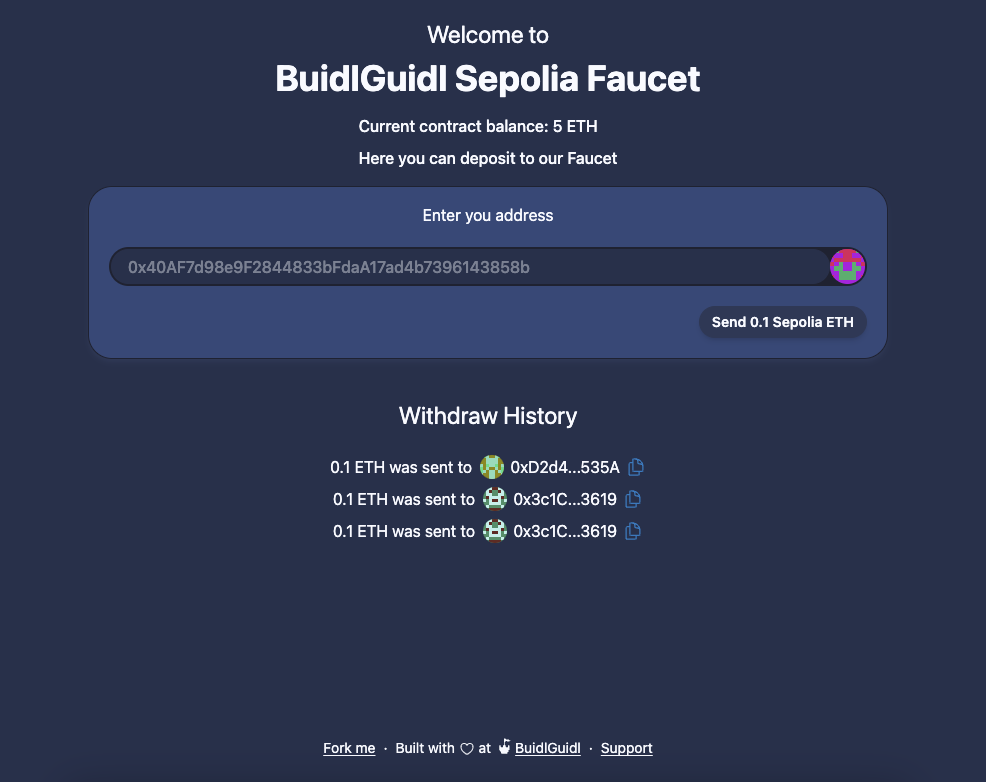 Welcome to
BuidlGuidl Sepolia Faucet
Current contract balance: 5 ETH
Here you can deposit to our Faucet
Enter you address
0x40AF7d98e9F2844833bFdaA17ad4b7396143858b
Send 0.1 Sepolia ETH
Withdraw History
0.1 ETH was sent to 0xD2d4...535A
0.1 ETH was sent to 0x3c1C...3619
0.1 ETH was sent to 0x3c1C...3619
Fork me · Built with ♡ at BuidlGuidl · Support